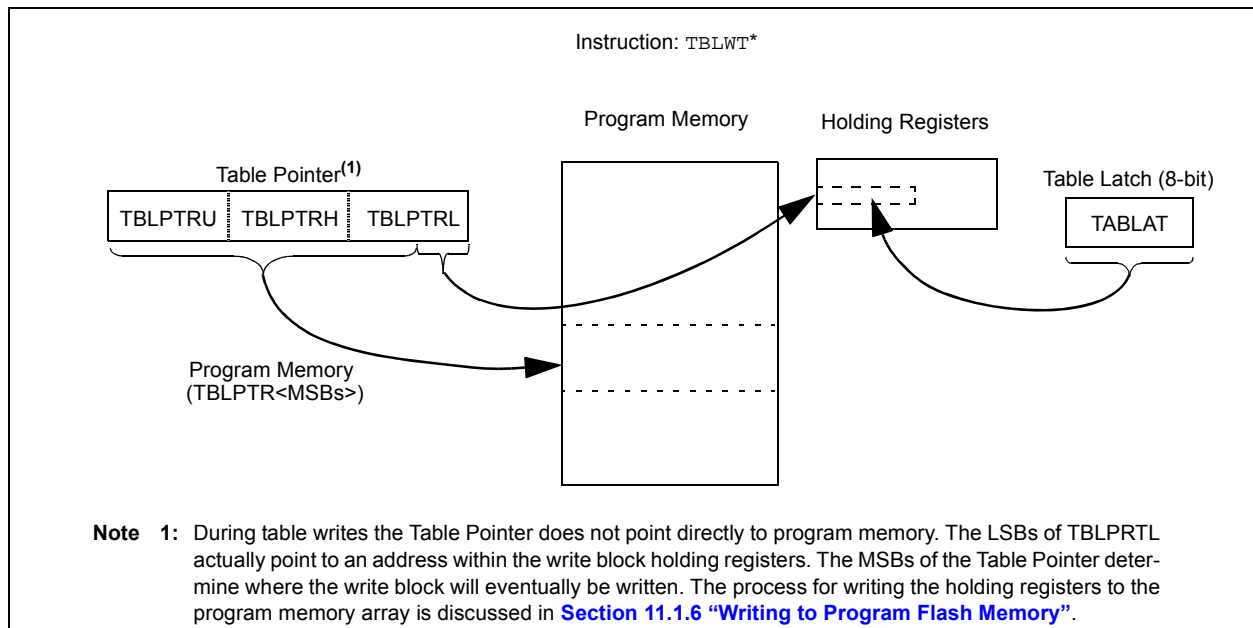 Instruction: TBLWT*
Program Memory
Holding Registers
Table Pointer(1)
Table Latch (8-bit)
TBLPTRU
TBLPTRH
TBLPTRL
TABLAT
Program Memory
(TBLPTR<MSBs>)
Note 1: During table writes the Table Pointer does not point directly to program memory. The LSBs of TBLPRTL
actually point to an address within the write block holding registers. The MSBs of the Table Pointer deter-
mine where the write block will eventually be written. The process for writing the holding registers to the
program memory array is discussed in Section 11.1.6 “Writing to Program Flash Memory”.